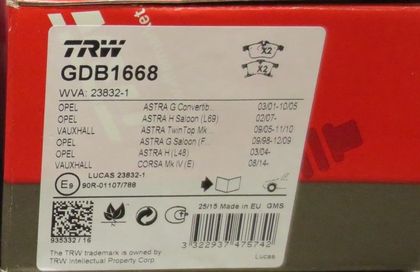 TRW
GDB1668
WVA: 23832-1
X2
X2
OPEL ASTRA G Convertib.. 03/01-10/05
OPEL ASTRA H Saloon (L69) 02/07-
VAUXHALL ASTRA TwinTop Mk... 09/05-11/10
OPEL ASTRA G Saloon (F... 09/98-12/09
OPEL ASTRA H (L48) 03/04-
VAUXHALL CORSA Mk IV (E) 08/14-
E9
LUCAS 23832-1
90R-01107/788
25/15 Made in EU GMS
935332 / 16
3 322937 475742
The TRW trademark is owned by
TRW Intellectual Property Corp
Lucas